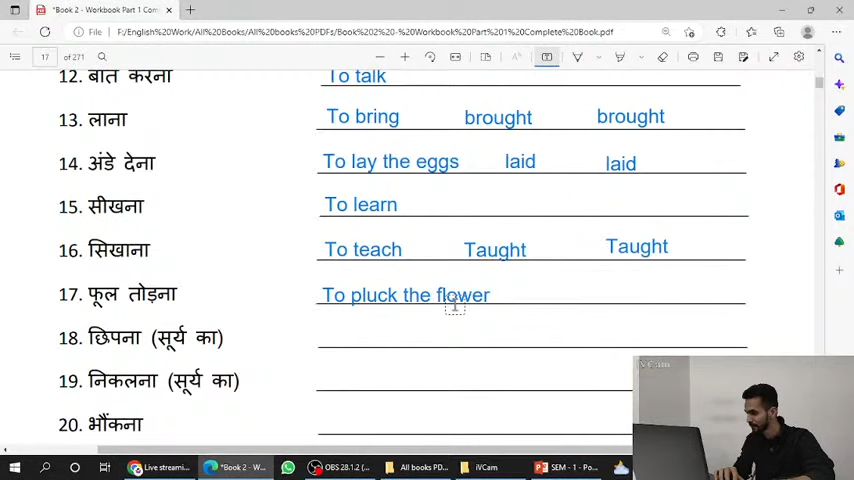 *Book 2 - Workbook Part 1 Com
File
F:/English%20Work/All%20Books/All%20books%20PDFs/Book%202%20-%20Workbook%20Part%201%20Complete%20Book.pdf
17 of 271
12. बात करना To talk
13. लाना To bring brought brought
14. अंडे देना To lay the eggs laid laid
15. सीखना To learn
16. सिखाना To teach Taught Taught
17. फूल तोड़ना To pluck the flower
18. छिपना (सूर्य का)
19. निकलना (सूर्य का)
20. भौंकना
iVCam
Live streami... *Book 2 - W... OBS 28.1.2 (... All books PD... iVCam SEM - 1 - Po...